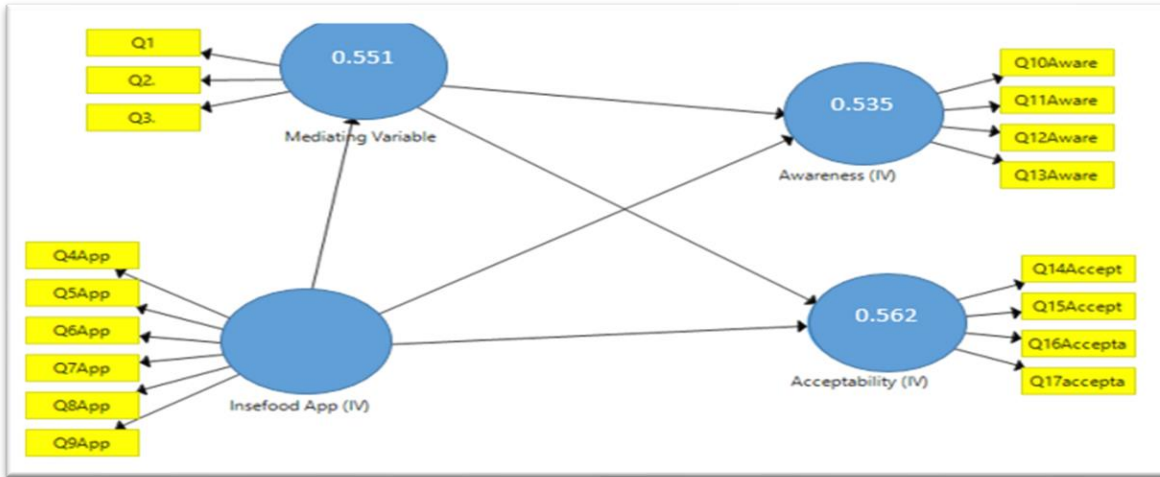 Q1
Q2.
Q3.
0.551
Mediating Variable
0.535
Awareness (IV)
Q10Aware
Q11Aware
Q12Aware
Q13Aware
Q4App
Q5App
Q6App
Q7App
Q8App
Q9App
Insefood App (IV)
0.562
Acceptability (IV)
Q14Accept
Q15Accept
Q16Accepta
Q17accepta